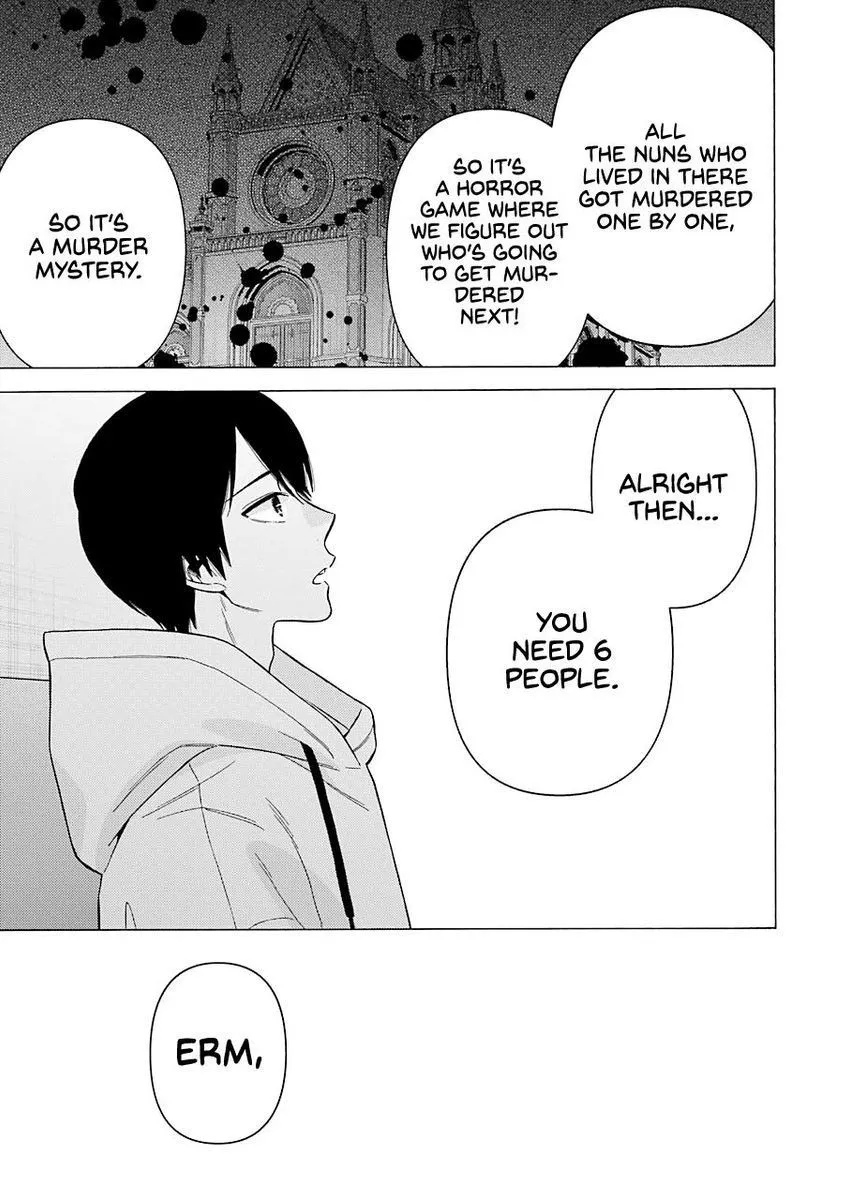 ALL
THE NUNS WHO
LIVED IN THERE
GOT MURDERED
ONE BY ONE,
SO IT'S
A HORROR
GAME WHERE
WE FIGURE OUT
WHO'S GOING
TO GET MUR-
DERED
NEXT!
SO IT'S
A MURDER
MYSTERY.
ALRIGHT
THEN...
YOU
NEED 6
PEOPLE.
ERM,